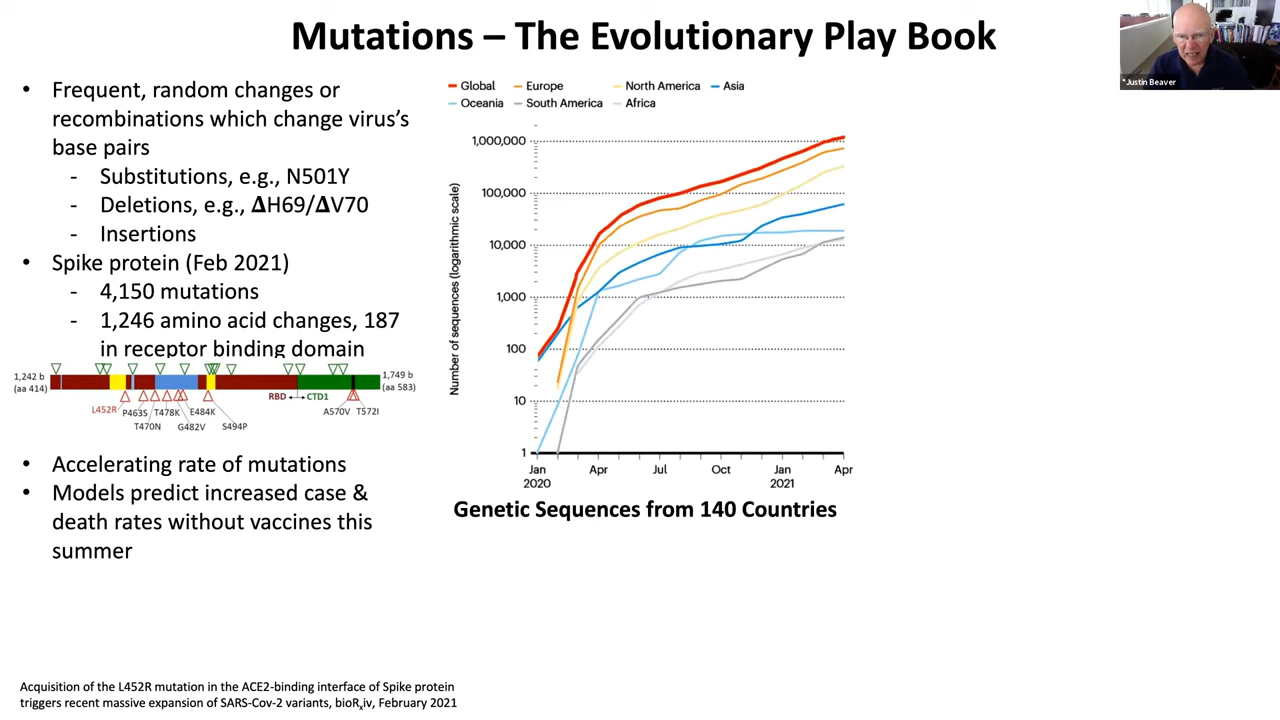 Mutations – The Evolutionary Play Book
*Justin Beaver
• Frequent, random changes or
recombinations which change virus's
base pairs
- Substitutions, e.g., N501Y
- Deletions, e.g., ΔH69/ΔV70
- Insertions
• Spike protein (Feb 2021)
- 4,150 mutations
- 1,246 amino acid changes, 187
in receptor binding domain
1,242 b
(aa 414)
1,749 b
(aa 583)
RBD
CTD1
L452R
P463S
T470N
T478K
G482V
E484K
S494P
A570V
T572I
• Accelerating rate of mutations
• Models predict increased case &
death rates without vaccines this
summer
Global Europe North America Asia
Oceania South America Africa
Number of sequences (logarithmic scale)
1,000,000
100,000
10,000
1,000
100
10
1
Jan Apr Jul Oct Jan Apr
2020 2021
Genetic Sequences from 140 Countries
Acquisition of the L452R mutation in the ACE2-binding interface of Spike protein
triggers recent massive expansion of SARS-Cov-2 variants, bioRxiv, February 2021